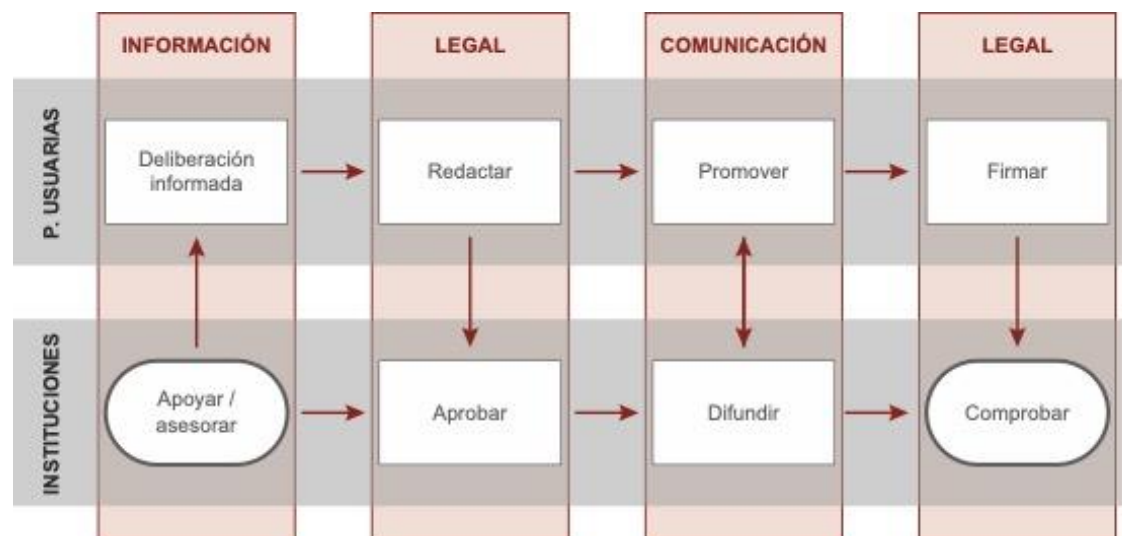 INFORMACIÓN
LEGAL
COMUNICACIÓN
LEGAL
P. USUARIAS
Deliberación
informada
Redactar
Promover
Firmar
INSTITUCIONES
Apoyar /
asesorar
Aprobar
Difundir
Comprobar